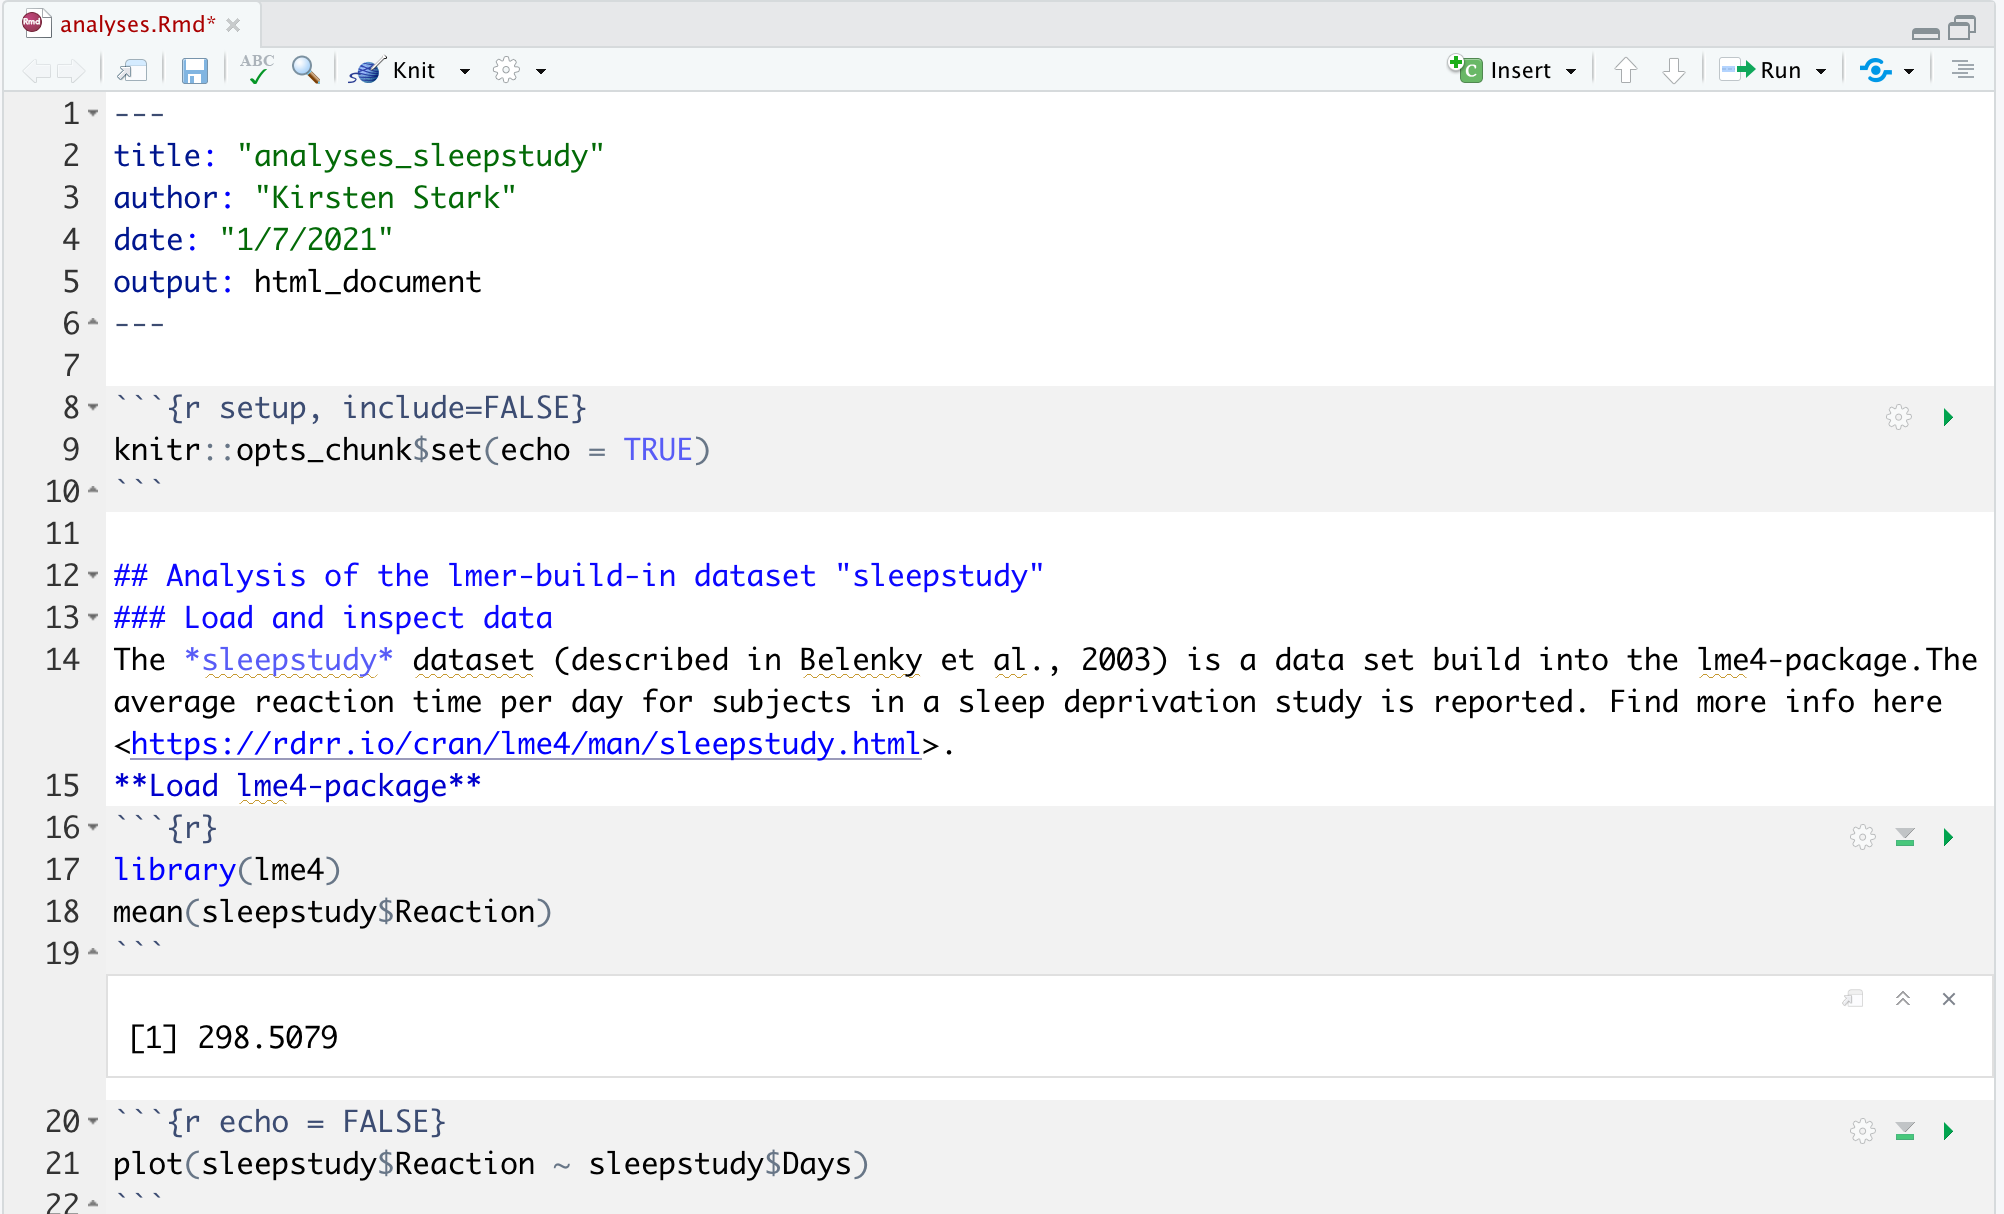 analyses.Rmd*
ABC Knit Insert Run
1 ---
2 title: "analyses_sleepstudy"
3 author: "Kirsten Stark"
4 date: "1/7/2021"
5 output: html_document
6 ---
7
8 ```{r setup, include=FALSE}
9 knitr::opts_chunk$set(echo = TRUE)
10 ```
11
12 ## Analysis of the lmer-build-in dataset "sleepstudy"
13 ### Load and inspect data
14 The *sleepstudy* dataset (described in Belenky et al., 2003) is a data set build into the lme4-package.The
average reaction time per day for subjects in a sleep deprivation study is reported. Find more info here
<https://rdrr.io/cran/lme4/man/sleepstudy.html>.
15 **Load lme4-package**
16 ```{r}
17 library(lme4)
18 mean(sleepstudy$Reaction)
19 ```
[1] 298.5079
20 ```{r echo = FALSE}
21 plot(sleepstudy$Reaction ~ sleepstudy$Days)
22 ```